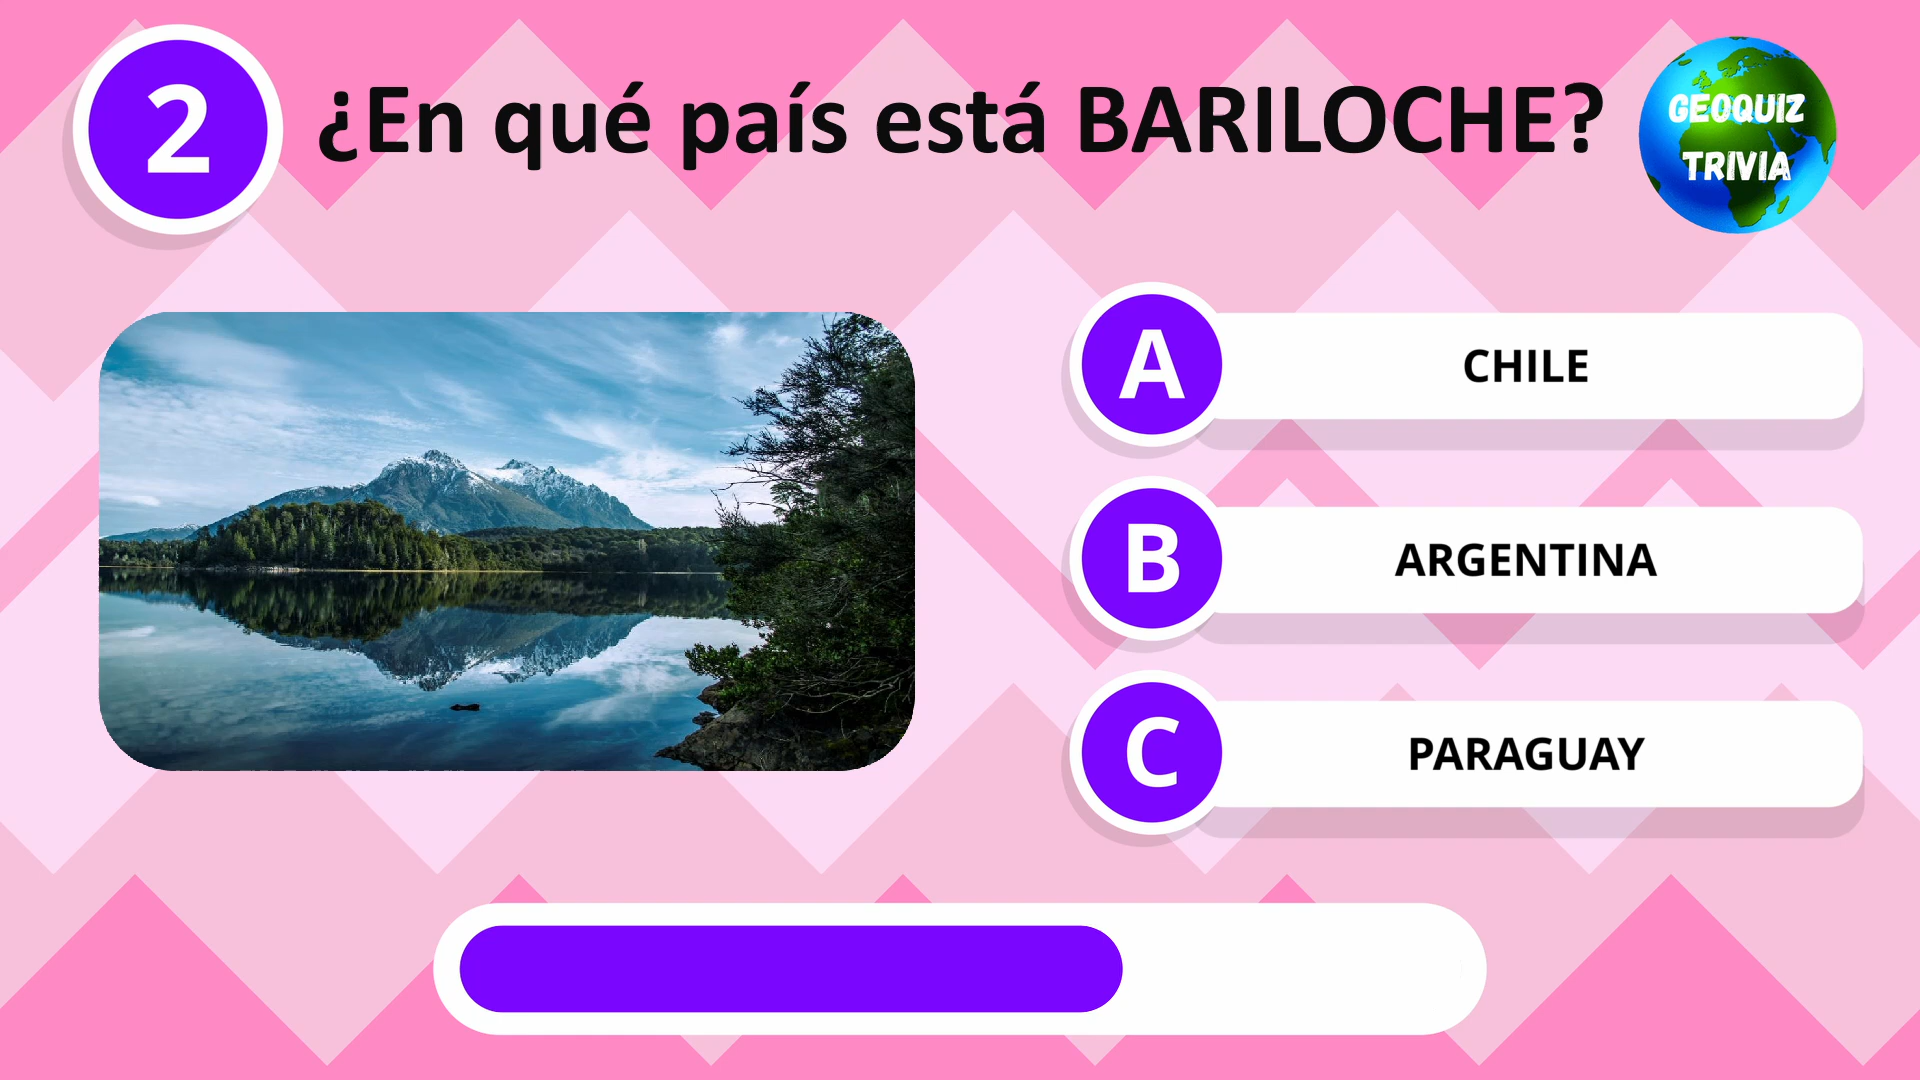 2
¿En qué país está BARILOCHE?
GEOQUIZ
TRIVIA
A
CHILE
B
ARGENTINA
C
PARAGUAY